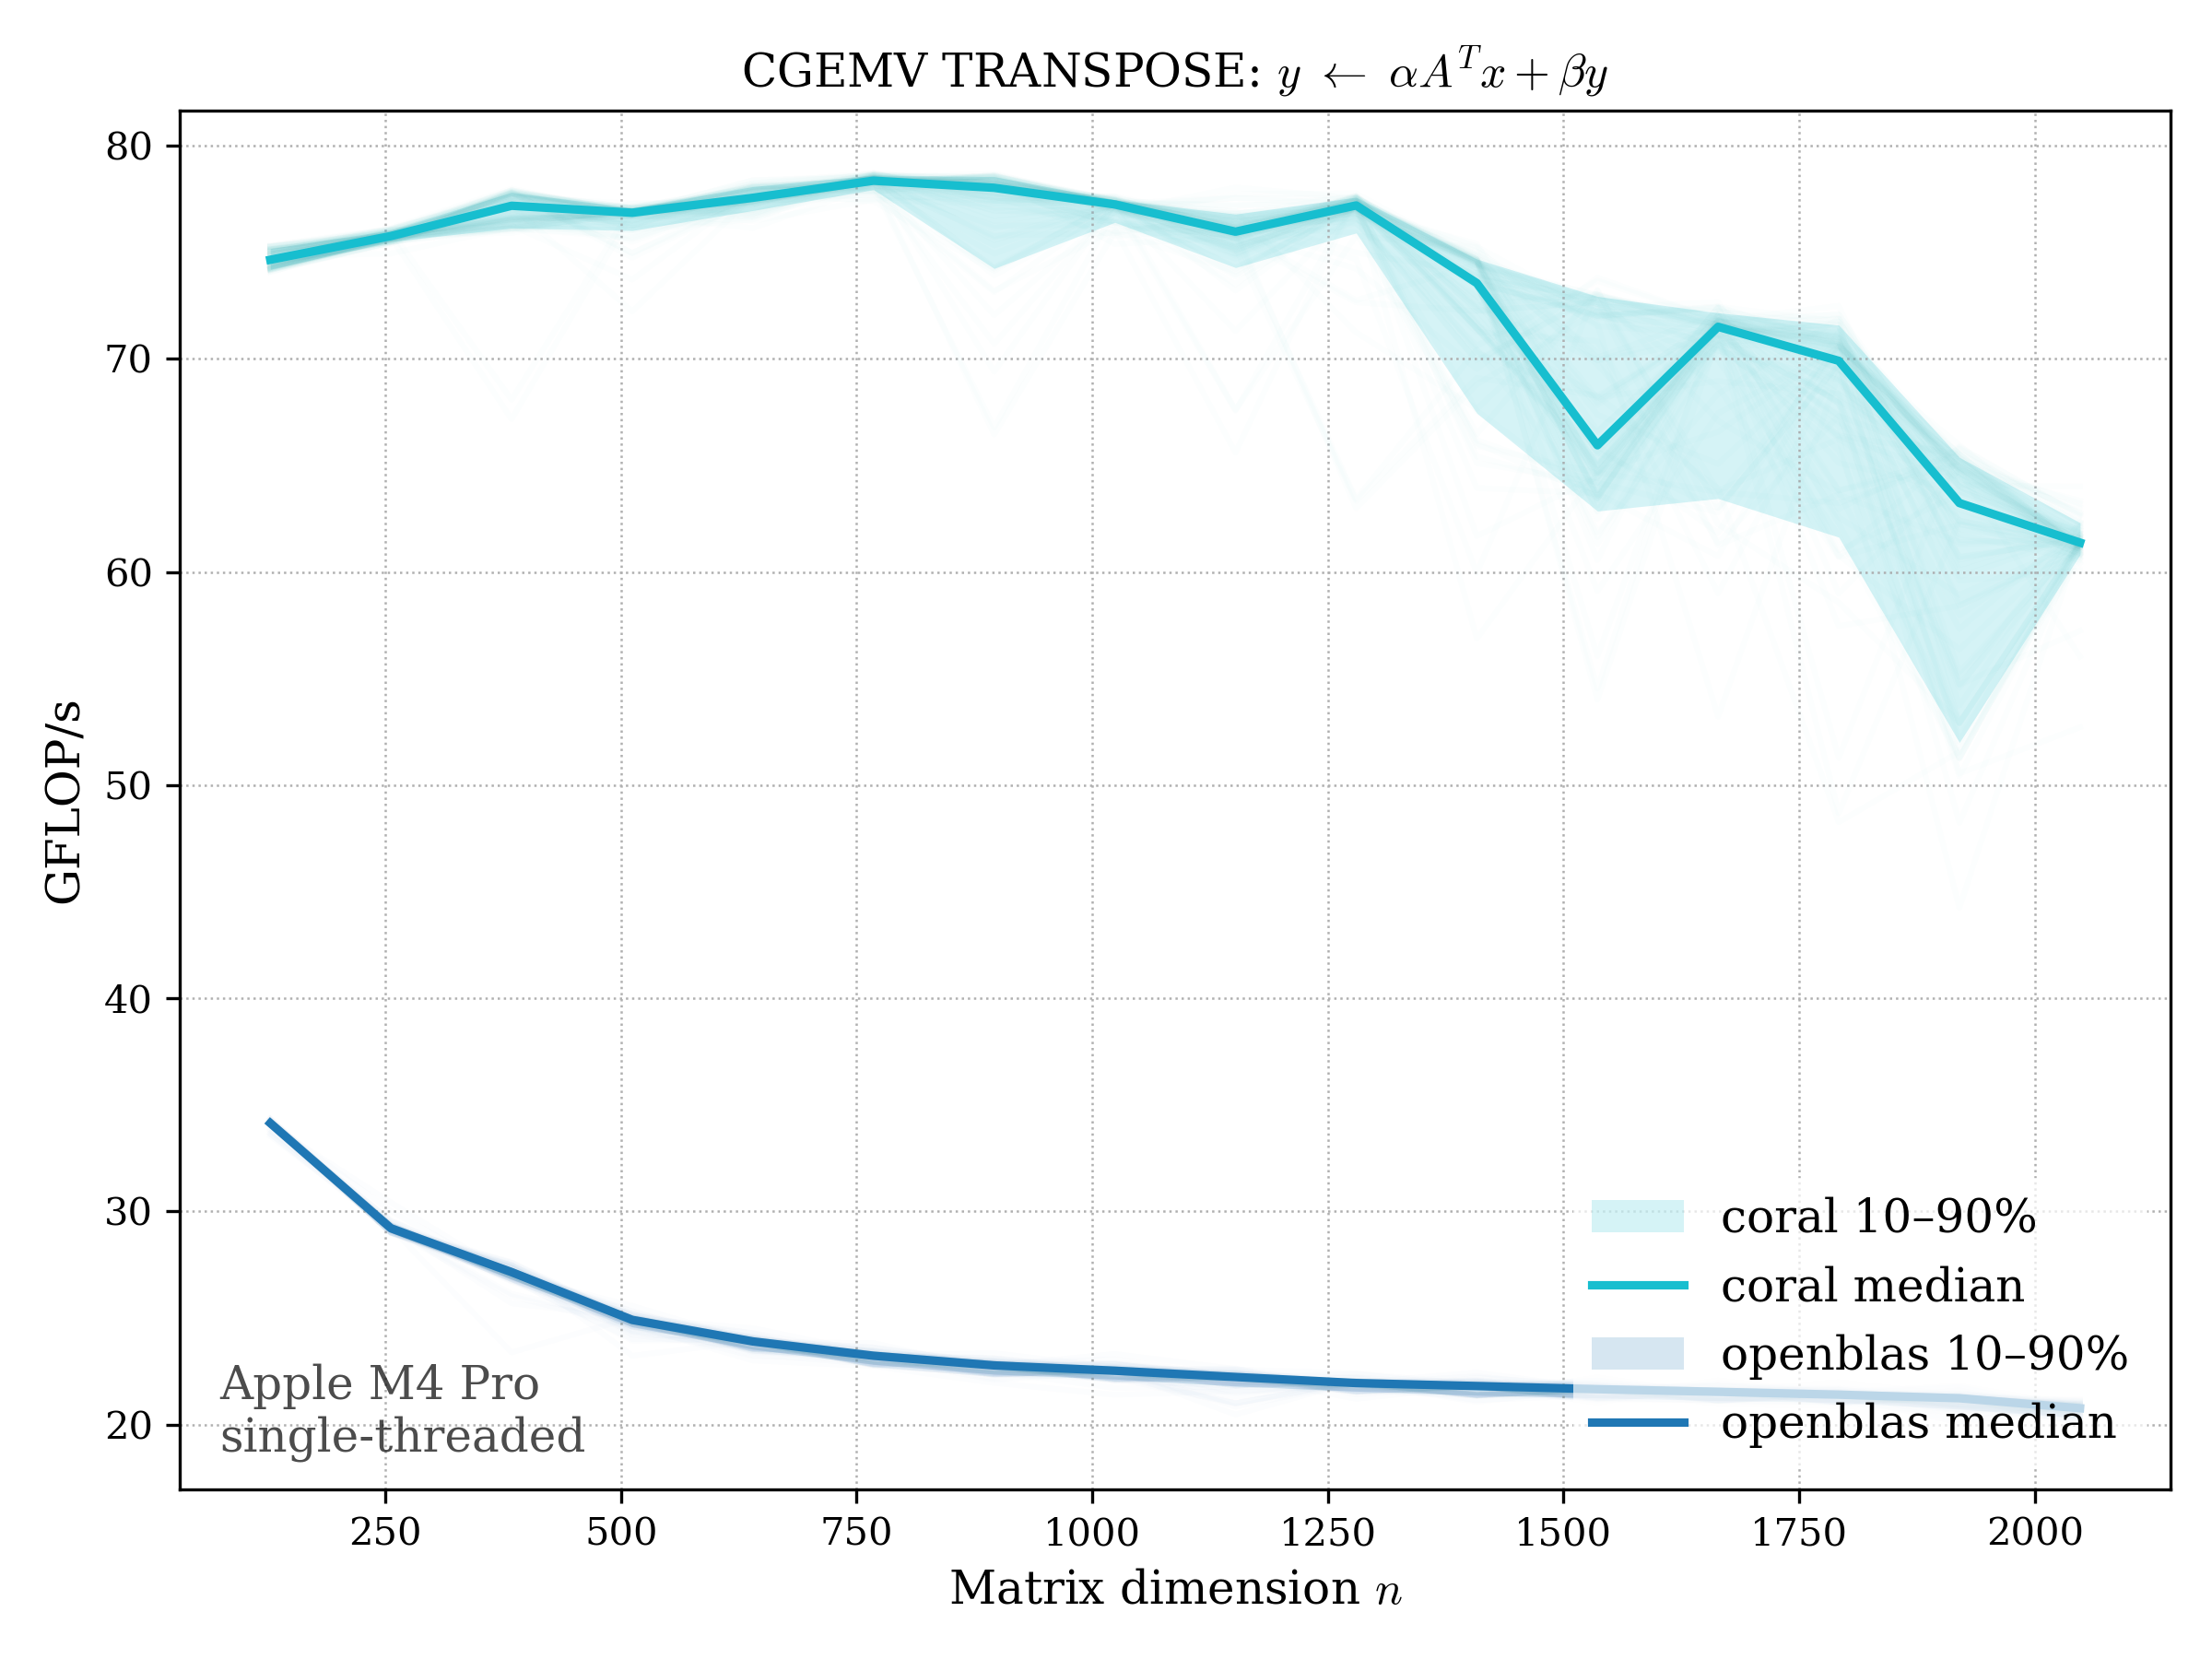 CGEMV TRANSPOSE: y ← αAᵀx + βy
80
70
60
50
40
30
20
GFLOP/s
coral 10–90%
coral median
openblas 10–90%
openblas median
Apple M4 Pro
single-threaded
250 500 750 1000 1250 1500 1750 2000
Matrix dimension n